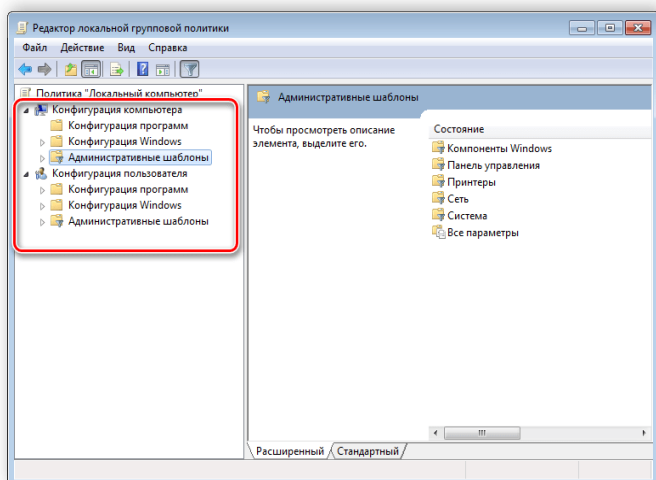 Редактор локальной групповой политики
Файл Действие Вид Справка
Политика "Локальный компьютер"
Конфигурация компьютера
Конфигурация программ
Конфигурация Windows
Административные шаблоны
Конфигурация пользователя
Конфигурация программ
Конфигурация Windows
Административные шаблоны
Административные шаблоны
Чтобы просмотреть описание
элемента, выделите его.
Состояние
Компоненты Windows
Панель управления
Принтеры
Сеть
Система
Все параметры
Расширенный Стандартный